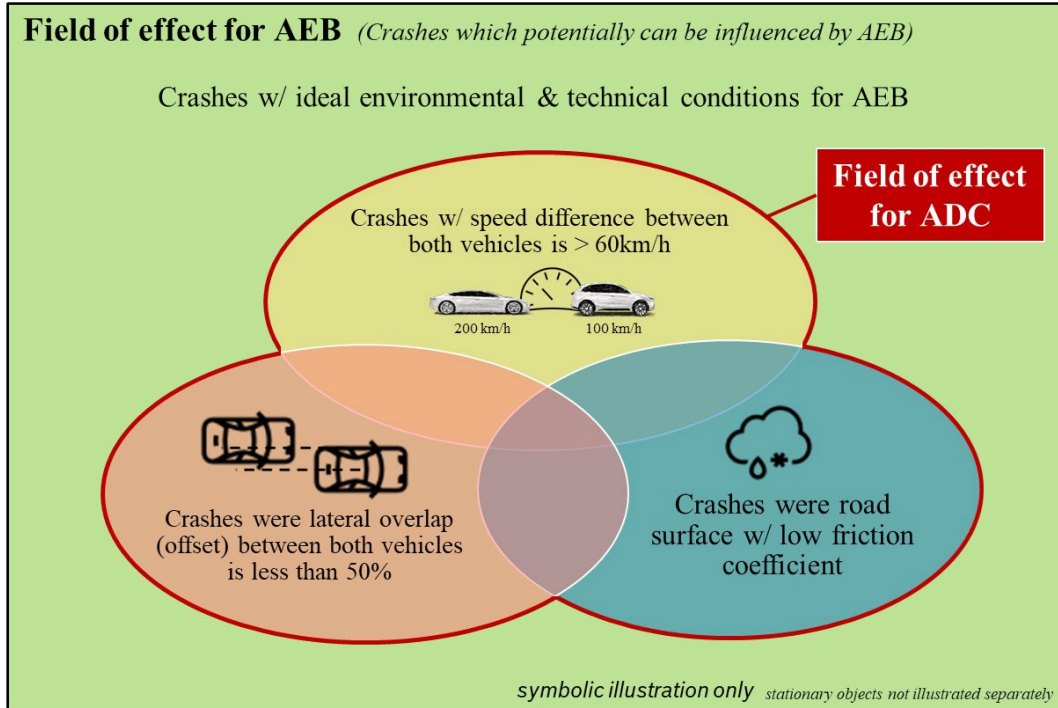 Field of effect for AEB (Crashes which potentially can be influenced by AEB)
Crashes w/ ideal environmental & technical conditions for AEB
Field of effect
for ADC
Crashes w/ speed difference between
both vehicles is > 60km/h
200 km/h 100 km/h
Crashes were lateral overlap
(offset) between both vehicles
is less than 50%
Crashes were road
surface w/ low friction
coefficient
symbolic illustration only stationary objects not illustrated separately